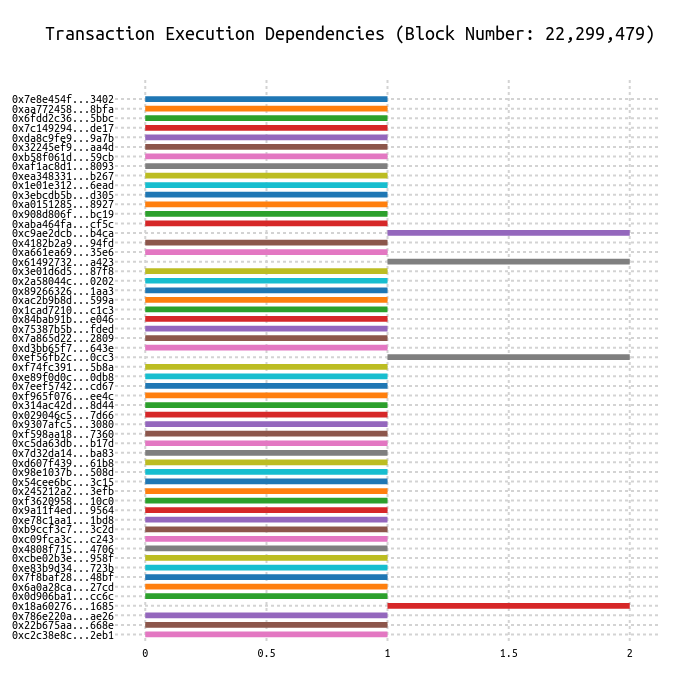 Transaction Execution Dependencies (Block Number: 22,299,479)
0x7e8e454f...3402
0xaa772458...8bfa
0x6fdd2c36...5bbc
0x7c149294...de17
0xda8c9fe9...9a7b
0x32245ef9...aa4d
0xb58f061d...59cb
0xaf1ac8d1...8093
0xea348331...b267
0x1e01e312...6ead
0x3ebcdb5b...d305
0xa0151285...8927
0x908d806f...bc19
0xaba464fa...cf5c
0xc9ae2dcb...b4ca
0x4182b2a9...94fd
0xa661ea69...35e6
0x61492732...a423
0x3e01d6d5...87f8
0x2a58044c...0202
0x89266326...1aa3
0xac2b9b8d...599a
0x1cad7210...c1c3
0x84bab91b...e046
0x75387b5b...fded
0x7a865d22...2809
0xd3bb65f7...643e
0xef56fb2c...0cc3
0xf74fc391...5b8a
0xe89f0d0c...0db8
0x7eef5742...cd67
0xf965f076...ee4c
0x314ac42d...8d44
0x029046c5...7d66
0x9307afc5...3080
0xf598aa18...7360
0xc5da63db...b17d
0x7d32da14...ba83
0xd607f439...61b8
0x98e1037b...508d
0x54cee6bc...3c15
0x245212a2...3efb
0xf3620958...10c0
0x9a11f4ed...9564
0xe78c1aa1...1bd8
0xb9ccf3c7...3c2d
0xc09fca3c...c243
0x4808f715...4706
0xcbe02b3e...958f
0xe83b9d34...723b
0x7f8baf28...48bf
0x6a0a28ca...27cd
0x0d906ba1...cc6c
0x18a60276...1685
0x786e220a...ae26
0x22b675aa...668e
0xc2c38e8c...2eb1
0 0.5 1 1.5 2